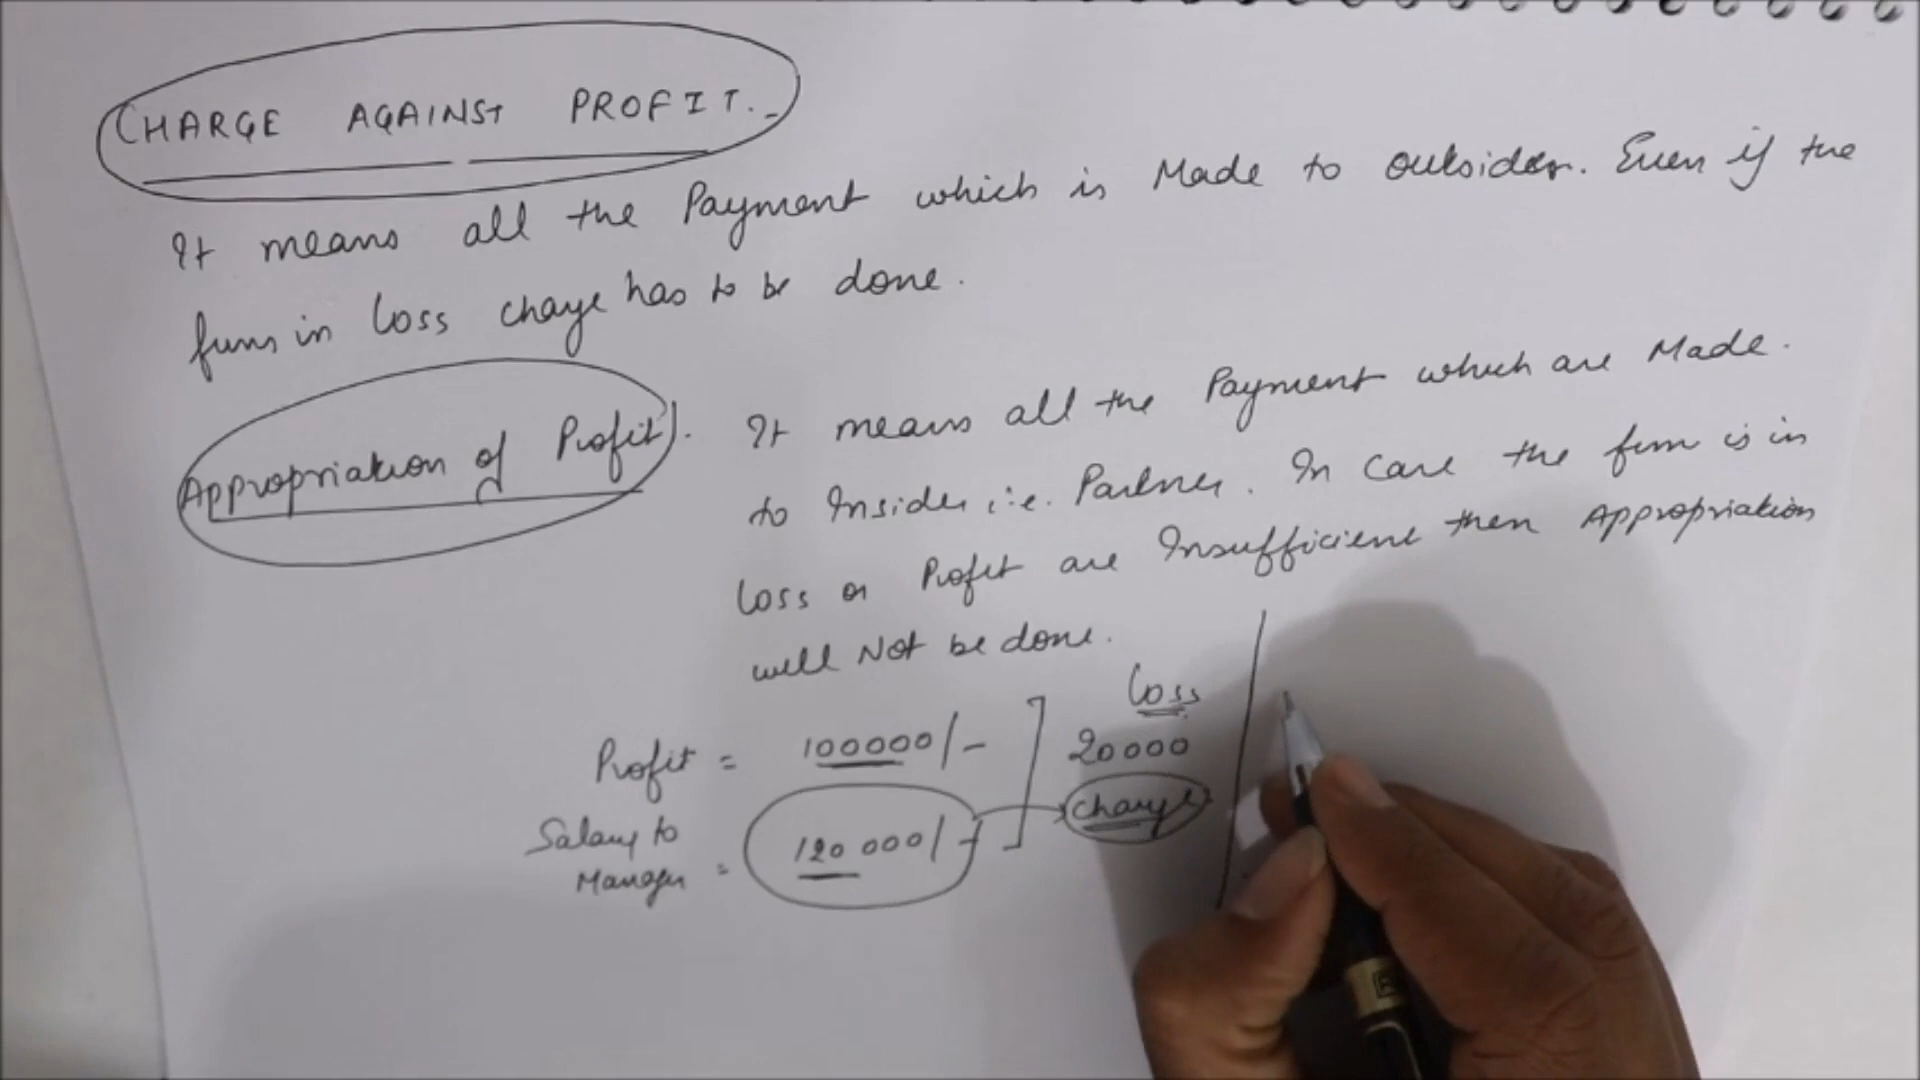 CHARGE AGAINST PROFIT.
It means all the Payment which is Made to outsider. Even if the
firm in loss charge has to be done.
Appropriation of Profit). It means all the Payment which are Made.
to Insider i.e. Partner. In Case the firm is in
loss or Profit are Insufficient then Appropriation
will Not be done.
Loss
Profit = 100000/- ] 20000
Salary to
Manager = 120000/- charge